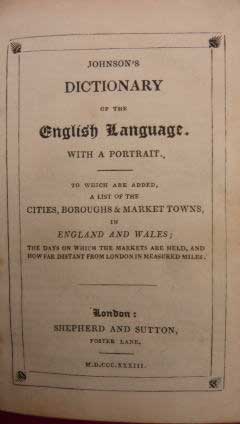 JOHNSON'S
DICTIONARY
OF THE
English Language.
WITH A PORTRAIT.
TO WHICH ARE ADDED,
A LIST OF THE
CITIES, BOROUGHS & MARKET TOWNS,
IN
ENGLAND AND WALES;
THE DAYS ON WHICH THE MARKETS ARE HELD, AND
HOW FAR DISTANT FROM LONDON IN MEASURED MILES.
London:
SHEPHERD AND SUTTON,
FOSTER LANE.
M.D.CCC.XXXIII.